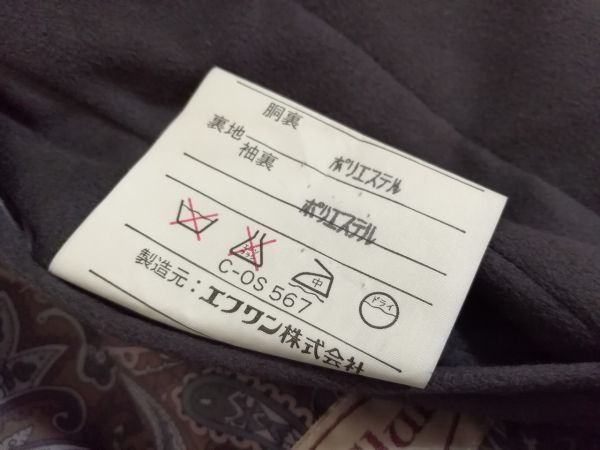 胴裏
裏地 ポリエステル
袖裏
ポリエステル
中
ドライ
C-0S 567
製造元：エフワン株式会社